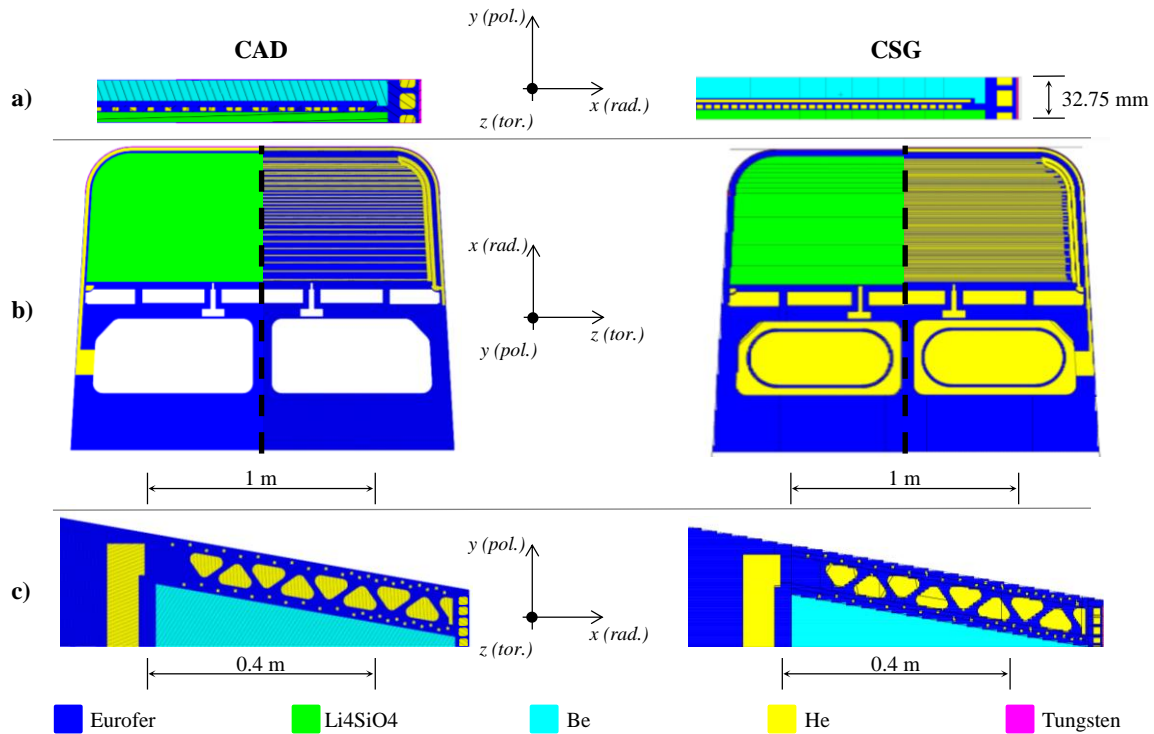 CAD
y (pol.)
CSG
a)
x (rad.)
z (tor.)
32.75 mm
b)
x (rad.)
z (tor.)
y (pol.)
1 m
1 m
c)
y (pol.)
x (rad.)
z (tor.)
0.4 m
0.4 m
Eurofer
Li4SiO4
Be
He
Tungsten